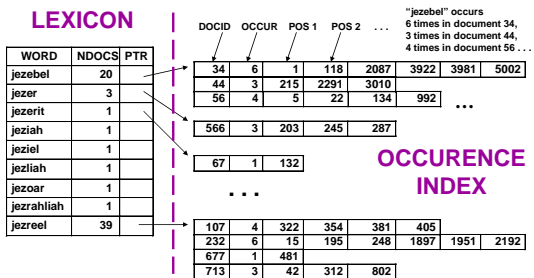 LEXICON
WORD NDOCS PTR
jezebel 20
jezer 3
jezerit 1
jeziah 1
jeziel 1
jezliah 1
jezoar 1
jezrahliah 1
jezreel 39
DOCID OCCUR POS 1 POS 2 . . .
"jezebel" occurs
6 times in document 34,
3 times in document 44,
4 times in document 56 . . .
34 6 1 118 2087 3922 3981 5002
44 3 215 2291 3010
56 4 5 22 134 992 ...
566 3 203 245 287
67 1 132
OCCURENCE
INDEX
. . .
107 4 322 354 381 405
232 6 15 195 248 1897 1951 2192
677 1 481
713 3 42 312 802